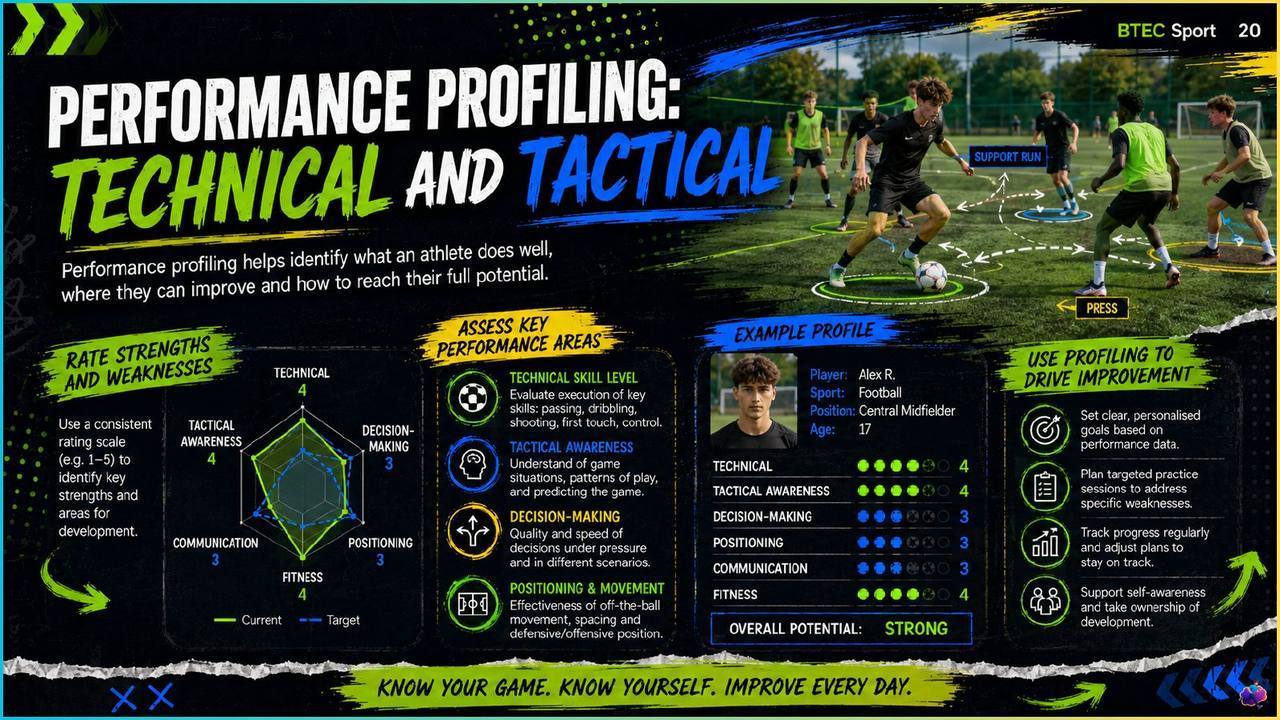 BTEC Sport 20
PERFORMANCE PROFILING:
TECHNICAL AND TACTICAL
Performance profiling helps identify what an athlete does well,
where they can improve and how to reach their full potential.
SUPPORT RUN
PRESS
RATE STRENGTHS
AND WEAKNESSES
Use a consistent
rating scale
(e.g. 1–5) to
identify key
strengths and
areas for
development.
TECHNICAL
4
DECISION-
MAKING
3
POSITIONING
3
FITNESS
4
COMMUNICATION
3
TACTICAL
AWARENESS
4
Current
Target
ASSESS KEY
PERFORMANCE AREAS
TECHNICAL SKILL LEVEL
Evaluate execution of key
skills: passing, dribbling,
shooting, first touch, control.
TACTICAL AWARENESS
Understand of game
situations, patterns of play,
and predicting the game.
DECISION-MAKING
Quality and speed of
decisions under pressure
and in different scenarios.
POSITIONING & MOVEMENT
Effectiveness of off-the-ball
movement, spacing and
defensive/offensive position.
EXAMPLE PROFILE
Player: Alex R.
Sport: Football
Position: Central Midfielder
Age: 17
TECHNICAL 4
TACTICAL AWARENESS 4
DECISION-MAKING 3
POSITIONING 3
COMMUNICATION 3
FITNESS 4
OVERALL POTENTIAL: STRONG
USE PROFILING TO
DRIVE IMPROVEMENT
Set clear, personalised
goals based on
performance data.
Plan targeted practice
sessions to address
specific weaknesses.
Track progress regularly
and adjust plans to
stay on track.
Support self-awareness
and take ownership of
development.
KNOW YOUR GAME. KNOW YOURSELF. IMPROVE EVERY DAY.